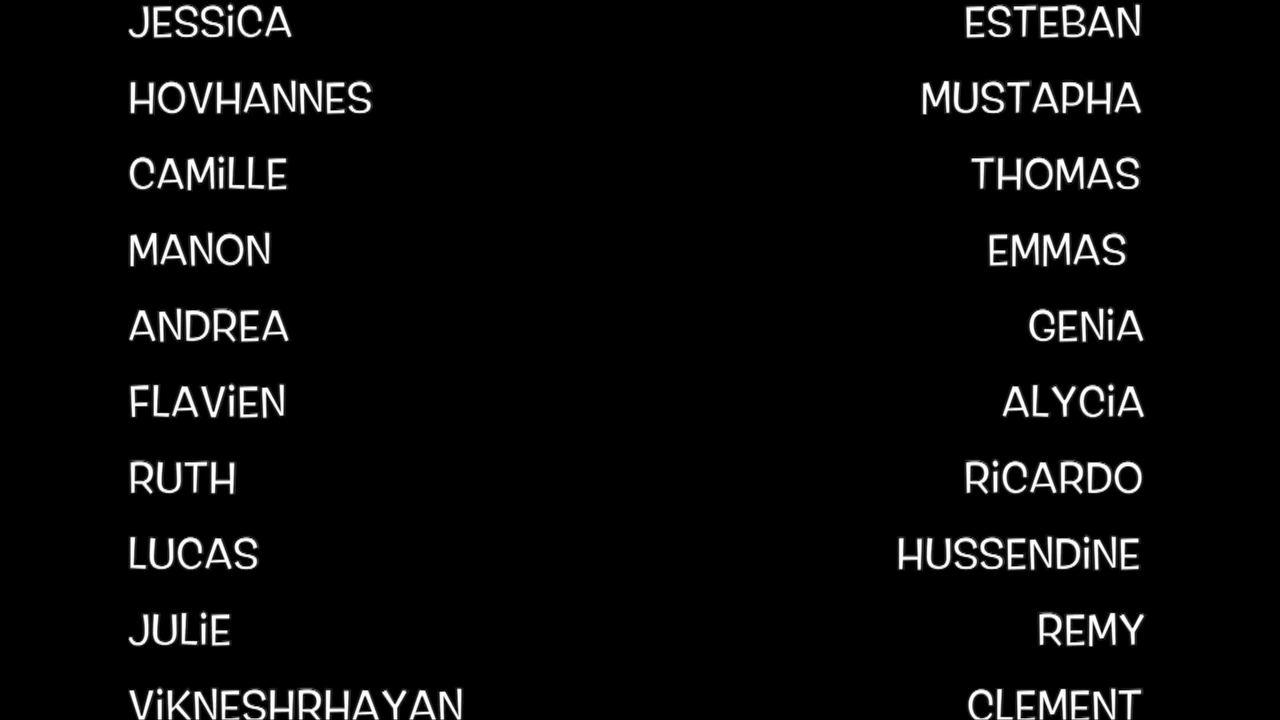 JESSiCA ESTEBAN
HOVHANNES MUSTAPHA
CAMiLLE THOMAS
MANON EMMAS
ANDREA GENiA
FLAViEN ALYCiA
RUTH RiCARDO
LUCAS HUSSENDiNE
JULiE REMY
ViKNESHRHAYAN CLEMENT